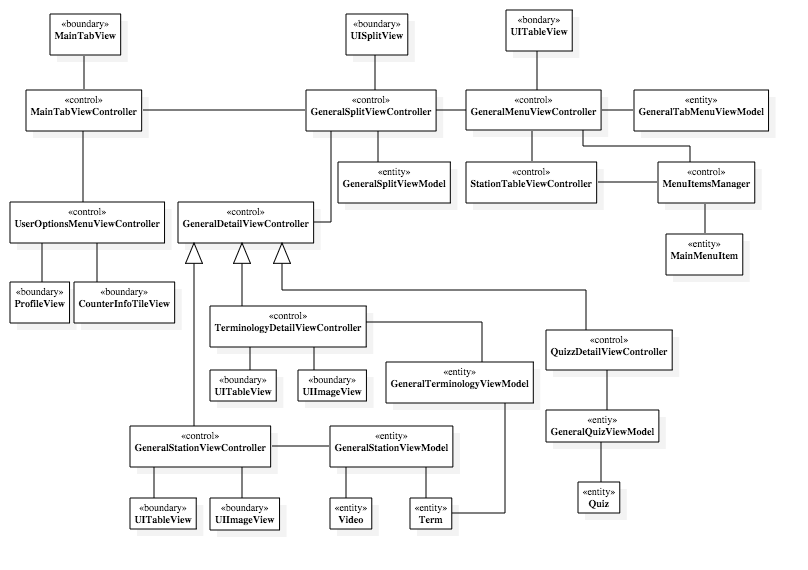 «boundary»
MainTabView
«boundary»
UISplitView
«bondary»
UITableView
«control»
MainTabViewController
«control»
GeneralSplitViewController
«control»
GeneralMenuViewController
«entity»
GeneralTabMenuViewModel
«entity»
GeneralSplitViewModel
«control»
StationTableViewController
«control»
MenuItemsManager
«control»
UserOptionsMenuViewController
«control»
GeneralDetailViewController
«entity»
MainMenuItem
«boundary»
ProfileView
«boundary»
CounterInfoTileView
«control»
TerminologyDetailViewController
«control»
QuizzDetailViewController
«boundary»
UITableView
«boundary»
UIImageView
«entity»
GeneralTerminologyViewModel
«entiy»
GeneralQuizViewModel
«control»
GeneralStationViewController
«entity»
GeneralStationViewModel
«entity»
Quiz
«boundary»
UITableView
«boundary»
UIImageView
«entity»
Video
«entity»
Term